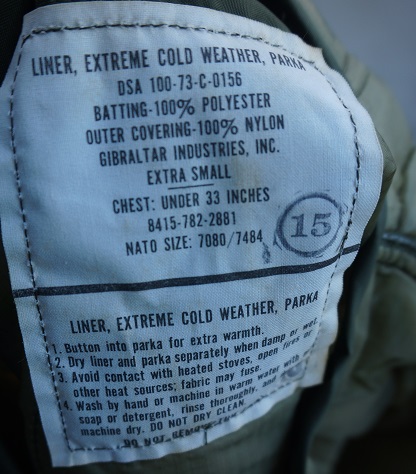 LINER, EXTREME COLD WEATHER, PARKA
DSA 100-73-C-0156
BATTING-100% POLYESTER
OUTER COVERING-100% NYLON
GIBRALTAR INDUSTRIES, INC.
EXTRA SMALL
CHEST: UNDER 33 INCHES
8415-782-2881
NATO SIZE: 7080/7484
15
LINER, EXTREME COLD WEATHER, PARKA
1. Button into parka for extra warmth.
2. Dry liner and parka separately when damp or wet.
3. Avoid contact with heated stoves, open fires or
other heat sources; fabric may fuse.
4. Wash by hand or machine in warm water with
soap or detergent, rinse thoroughly, and
machine dry. DO NOT DRY CLEAN.
DO NOT